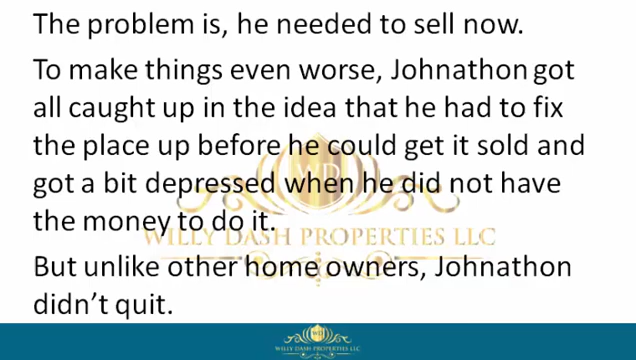 The problem is, he needed to sell now.
To make things even worse, Johnathon got
all caught up in the idea that he had to fix
the place up before he could get it sold and
got a bit depressed when he did not have
the money to do it.
WILLY DASH PROPERTIES LLC
But unlike other home owners, Johnathon
didn’t quit.
WILLY DASH PROPERTIES LLC